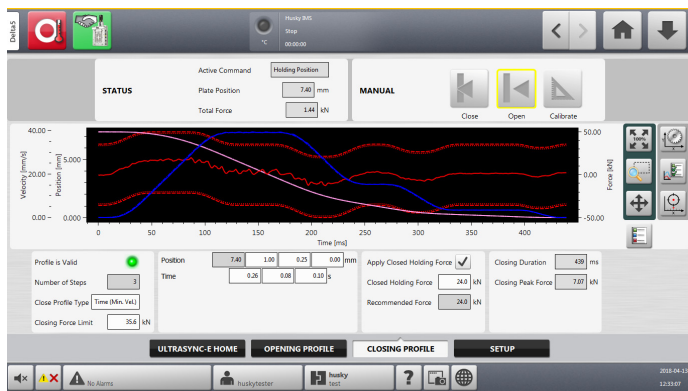 Delta5
Husky IMS
Stop
°C 00:00:00
STATUS
Active Command Holding Position
Plate Position 7.40 mm
Total Force 1.44 kN
MANUAL
Close Open Calibrate
40.00 20.00 0.00
Velocity [mm/s]
Position [mm]
5.000 0.000
50.00 0.00 -50.00
Force [kN]
0 50 100 150 200 250 300 350 400
Time [ms]
100%
Profile is Valid
Number of Steps 3
Close Profile Type Time (Min. Vel.)
Closing Force Limit 35.6 kN
Position 7.40 1.00 0.25 0.00 mm
Time 0.26 0.08 0.10 s
Apply Closed Holding Force
Closed Holding Force 24.0 kN
Recommended Force 24.0 kN
Closing Duration 439 ms
Closing Peak Force 7.07 kN
ULTRASYNC-E HOME OPENING PROFILE CLOSING PROFILE SETUP
No Alarms
huskytester
husky
test
?
2018-04-13
12:33:07